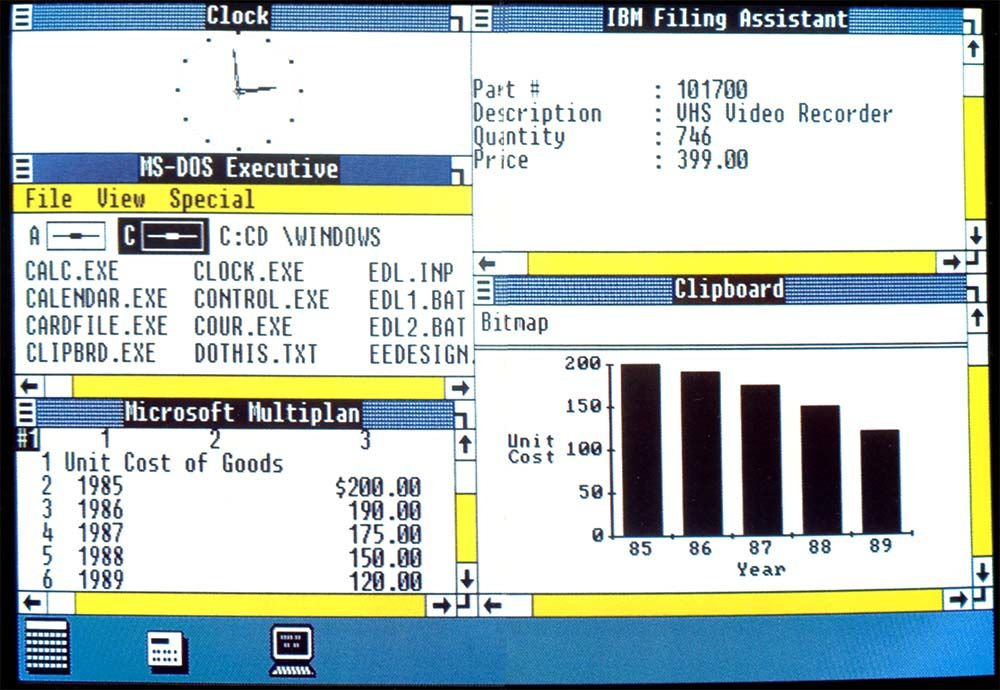 Clock
MS-DOS Executive
File View Special
A C C:CD \WINDOWS
CALC.EXE CLOCK.EXE EDL.INP
CALENDAR.EXE CONTROL.EXE EDL1.BAT
CARDFILE.EXE COUR.EXE EDL2.BAT
CLIPBRD.EXE DOTHIS.TXT EEDESIGN.
Microsoft Multiplan
#1 1 2 3
1 Unit Cost of Goods
2 1985 $200.00
3 1986 190.00
4 1987 175.00
5 1988 150.00
6 1989 120.00
IBM Filing Assistant
Part # : 101700
Description : VHS Video Recorder
Quantity : 746
Price : 399.00
Clipboard
Bitmap
200
150
Unit
Cost 100
50
0
85 86 87 88 89
Year